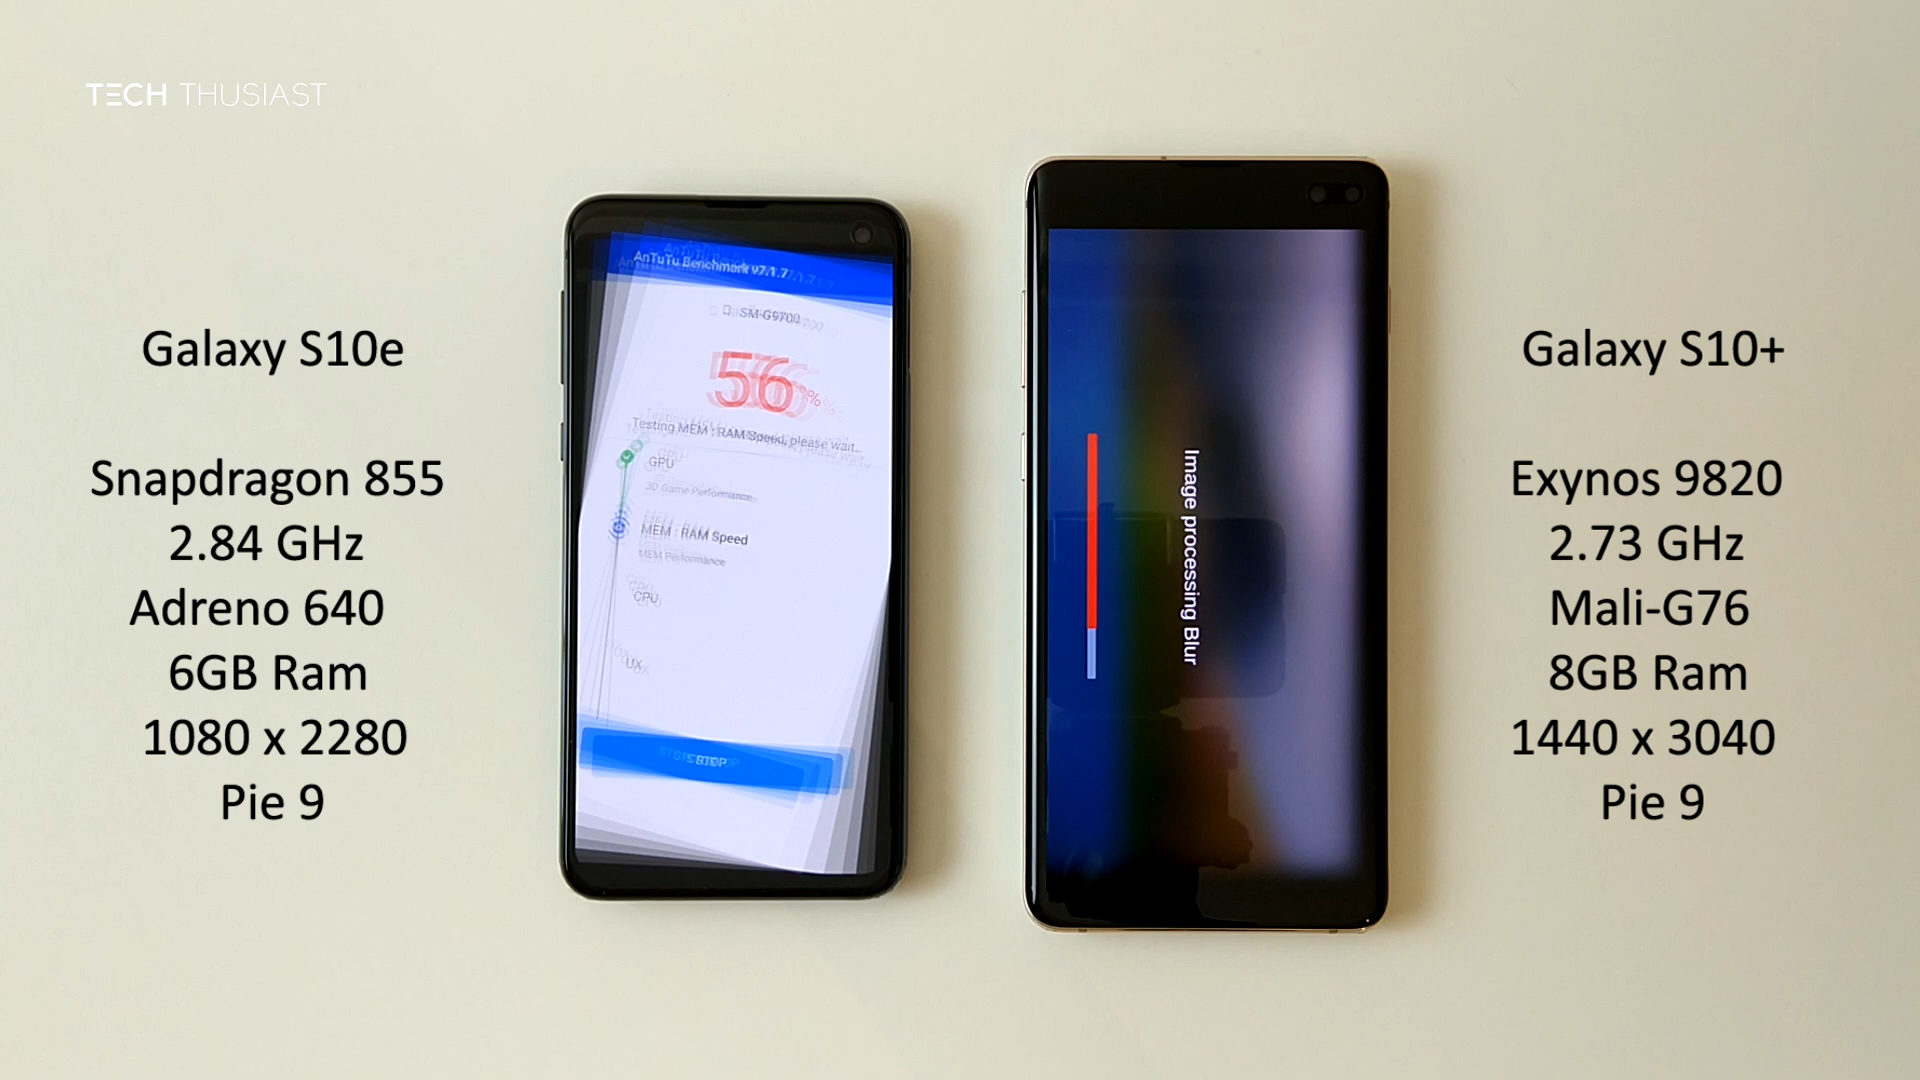 TECH THUSIAST
Galaxy S10e
Snapdragon 855
2.84 GHz
Adreno 640
6GB Ram
1080 x 2280
Pie 9
AnTuTu Benchmark v7.1.7
SM-G9700
56%
Testing MEM : RAM Speed, please wait..
GPU
3D Game Performance
MEM : RAM Speed
MEM Performance
CPU
UX
STOP
Image processing Blur
Galaxy S10+
Exynos 9820
2.73 GHz
Mali-G76
8GB Ram
1440 x 3040
Pie 9